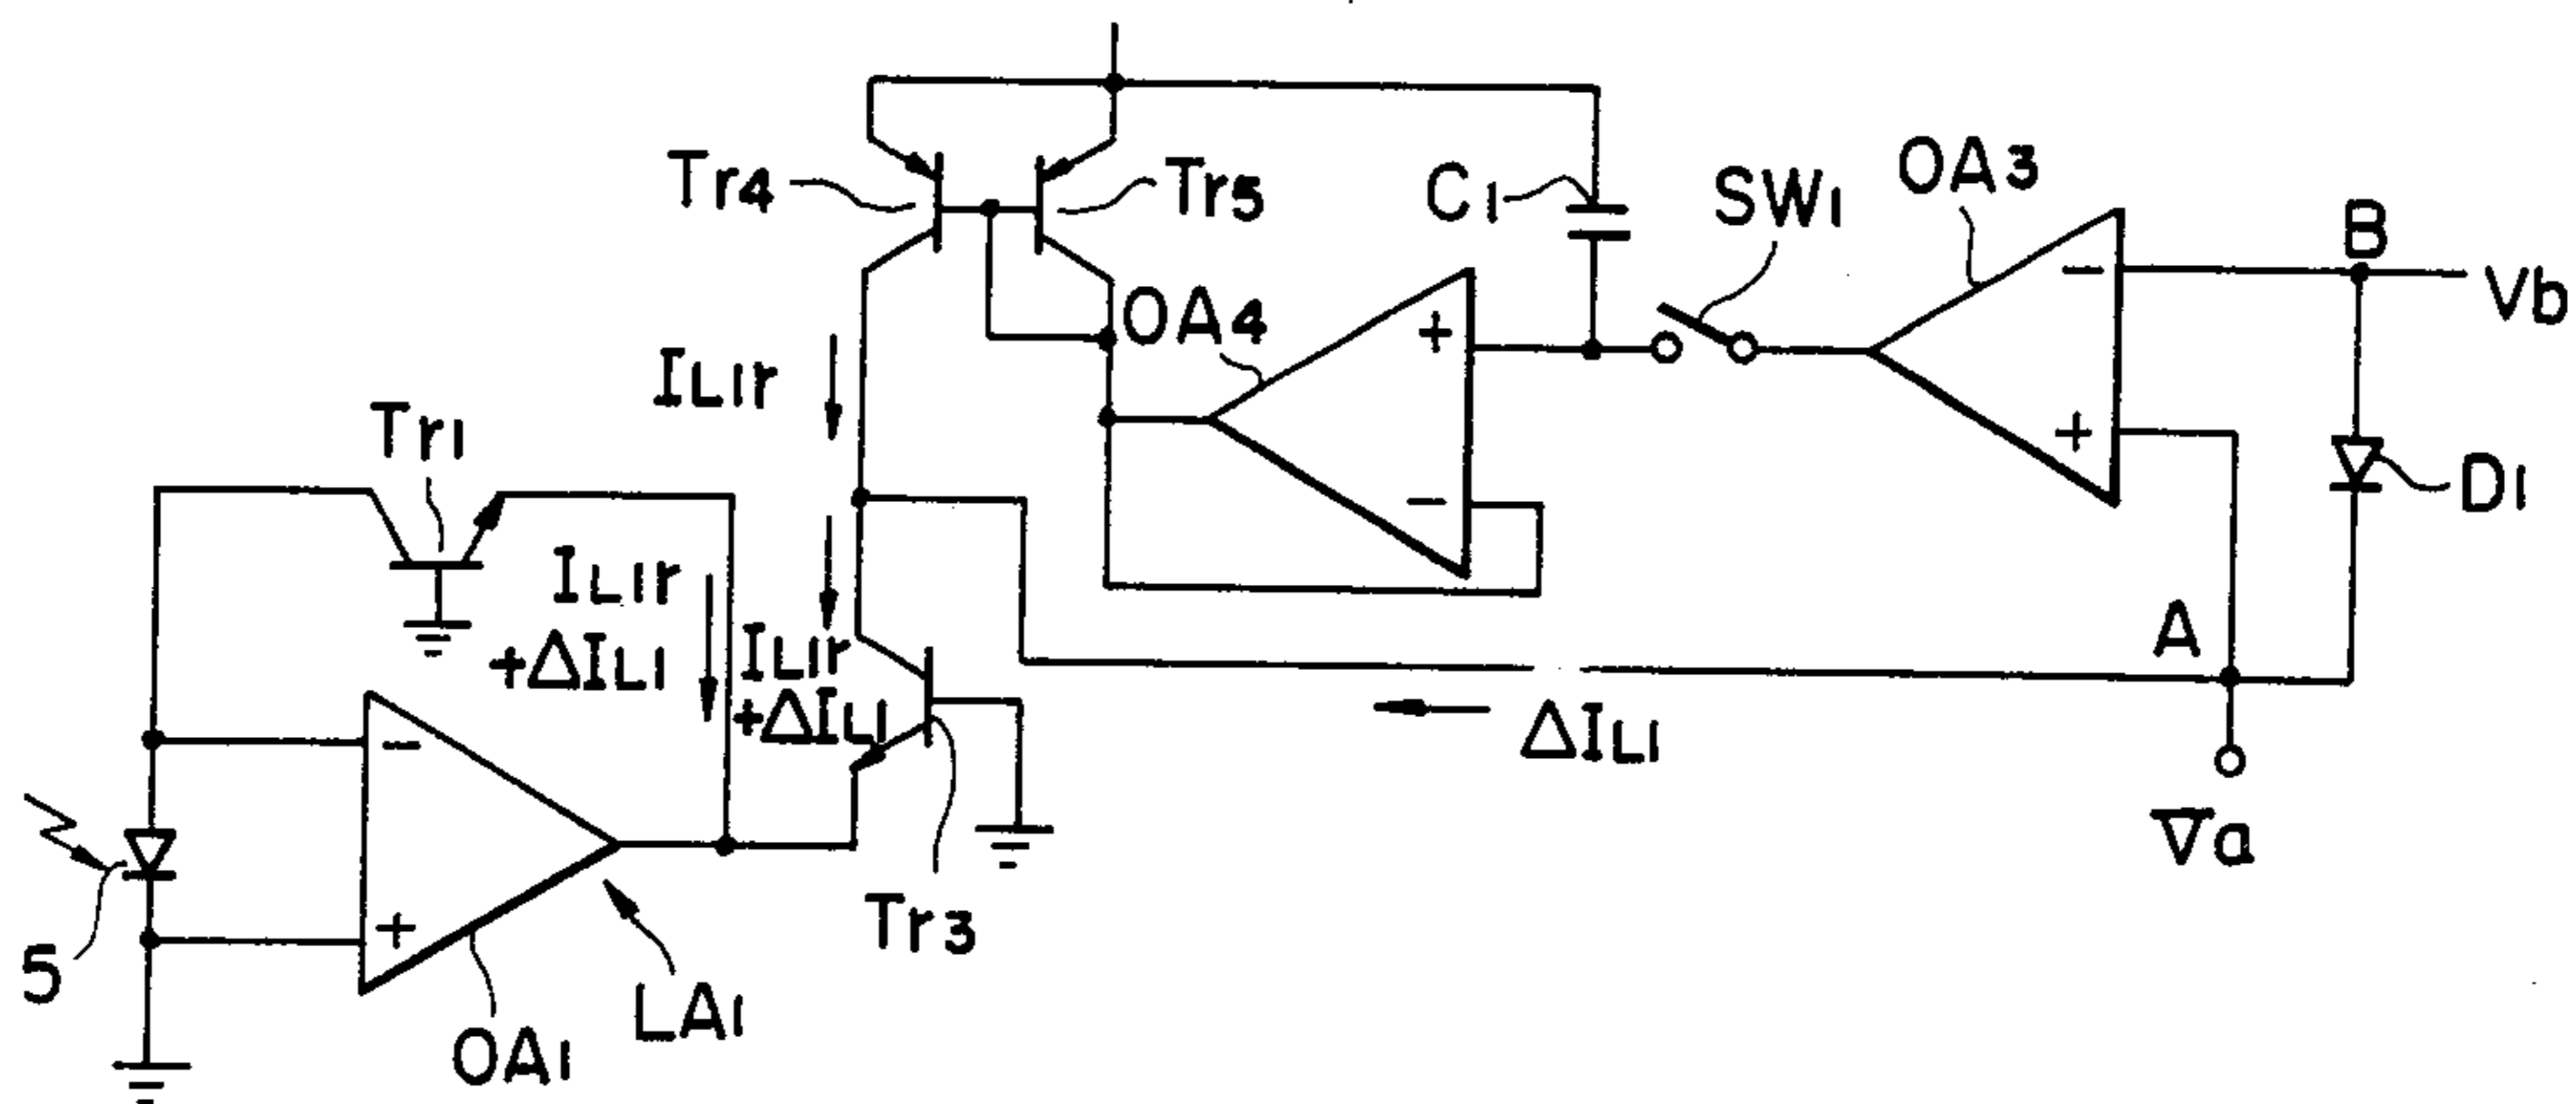 Tr4
Tr5
C1
SW1
OA3
B
Vb
OA4
+
-
-
+
D1
IL1r
Tr1
IL1r
+ΔIL1
IL1r
+ΔIL1
A
ΔIL1
Va
-
+
5
OA1
LA1
Tr3